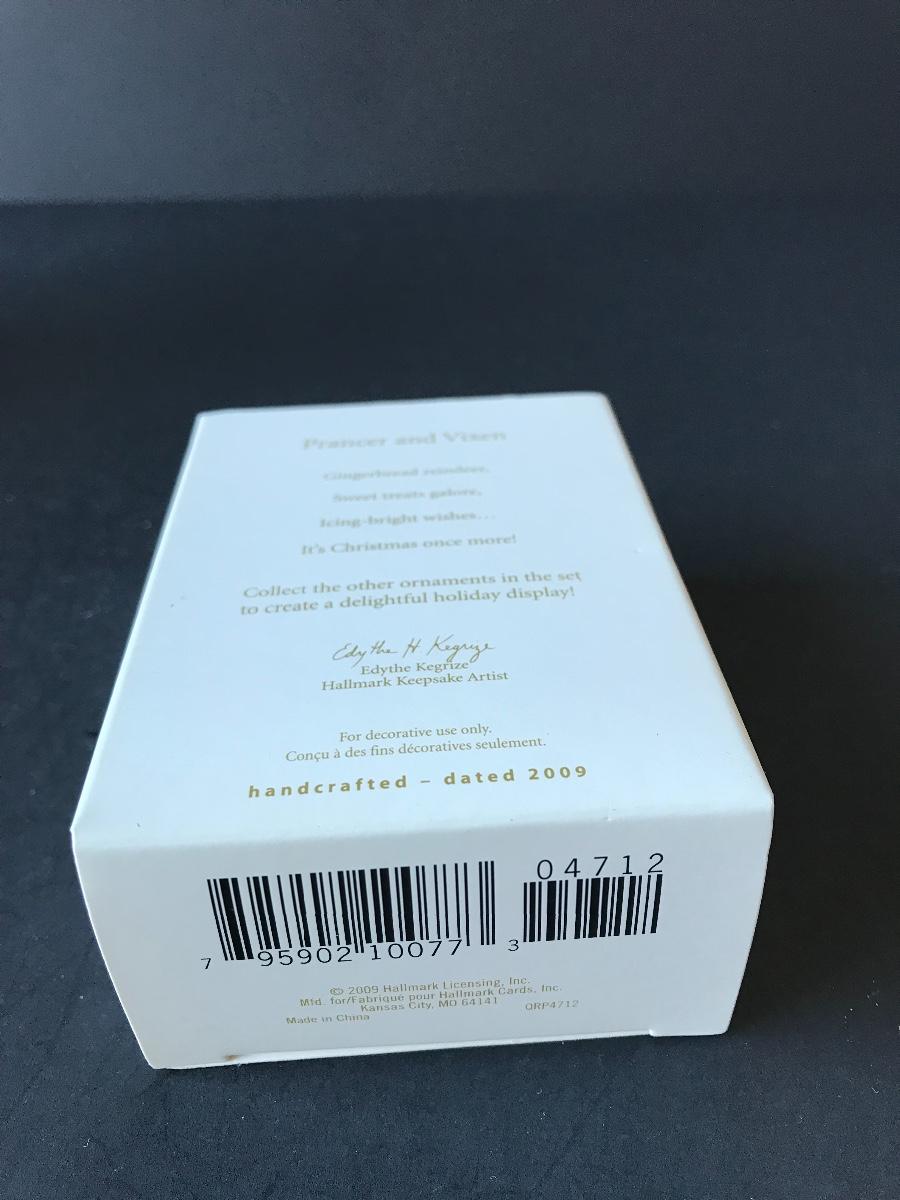 Prancer and Vixen
Gingerbread reindeer,
Sweet treats galore,
Icing-bright wishes...
It's Christmas once more!
Collect the other ornaments in the set
to create a delightful holiday display!
Edythe H. Kegrize
Edythe Kegrize
Hallmark Keepsake Artist
For decorative use only.
Conçu à des fins décoratives seulement.
handcrafted – dated 2009
04712
7 95902 10077 3
© 2009 Hallmark Licensing, Inc.
Mfd. for/Fabriqué pour Hallmark Cards, Inc.
Kansas City, MO 64141
QRP4712
Made in China